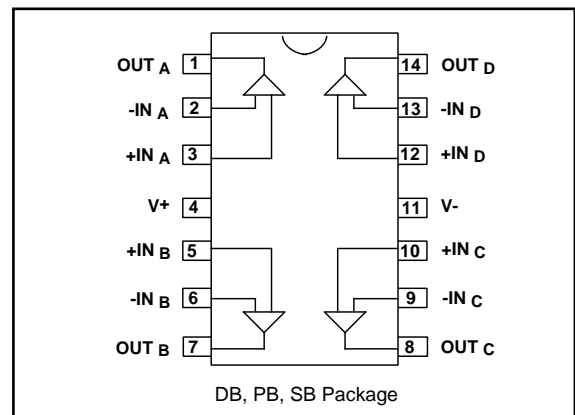 OUT A 1 14 OUT D
-IN A 2 13 -IN D
+IN A 3 12 +IN D
V+ 4 11 V-
+IN B 5 10 +IN C
-IN B 6 9 -IN C
OUT B 7 8 OUT C
DB, PB, SB Package